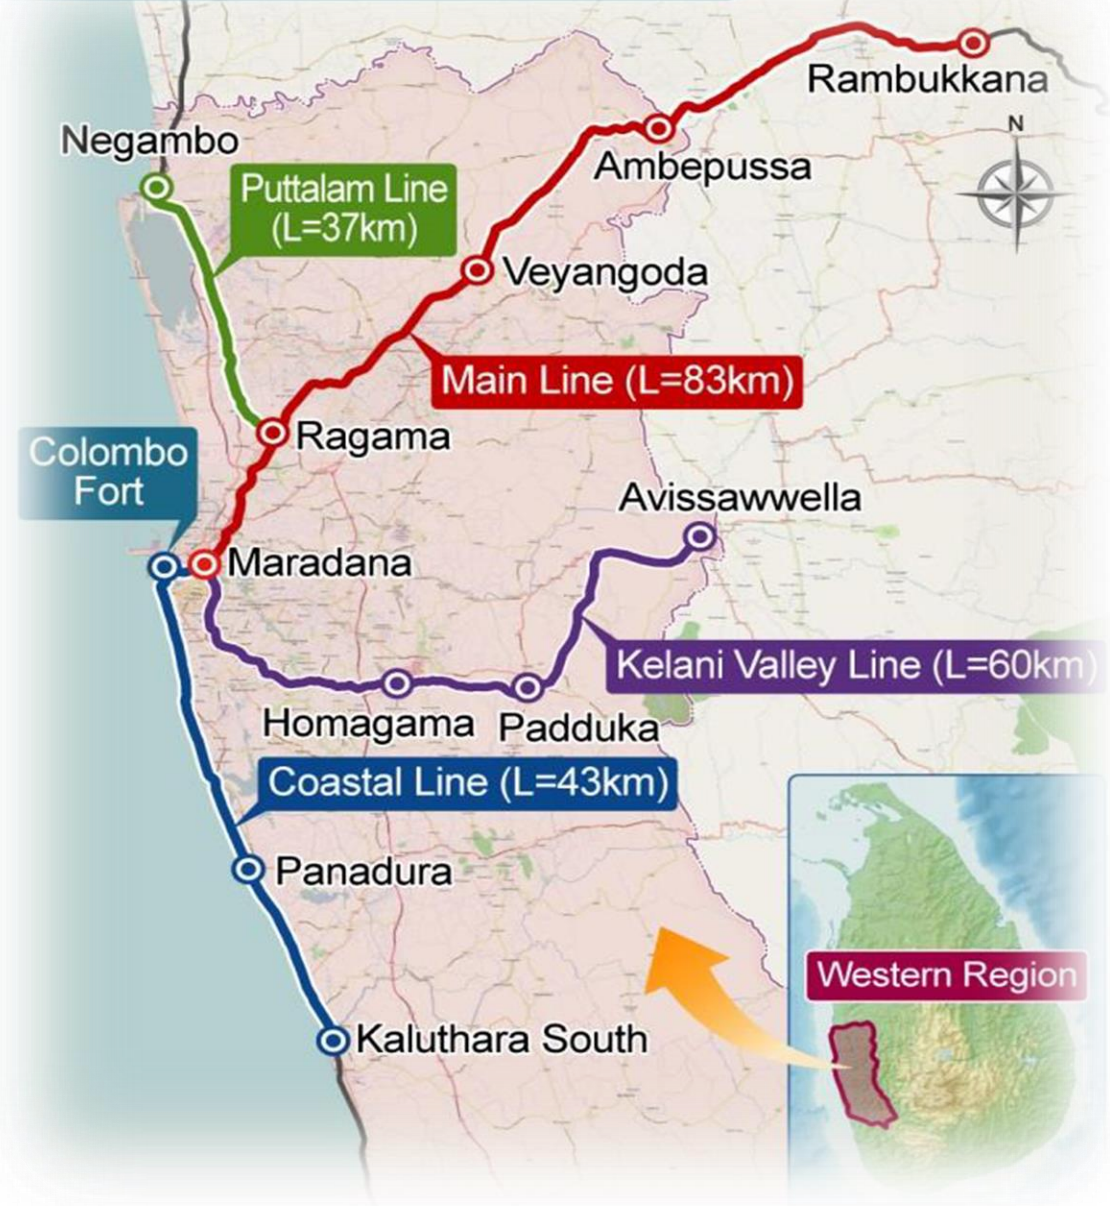 Rambukkana
N
Negambo
Ambepussa
Puttalam Line
(L=37km)
Veyangoda
Main Line (L=83km)
Ragama
Colombo
Fort
Avissawwella
Maradana
Kelani Valley Line (L=60km)
Homagama
Padduka
Coastal Line (L=43km)
Panadura
Western Region
Kaluthara South